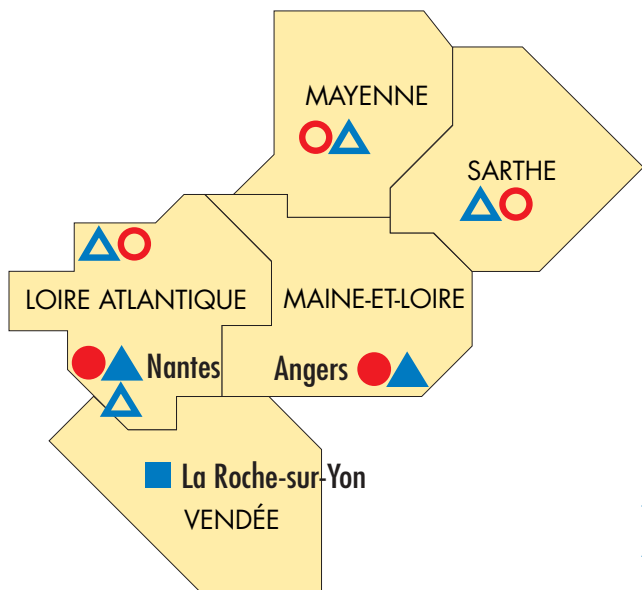 MAYENNE
SARTHE
LOIRE ATLANTIQUE
MAINE-ET-LOIRE
Nantes
Angers
La Roche-sur-Yon
VENDÉE